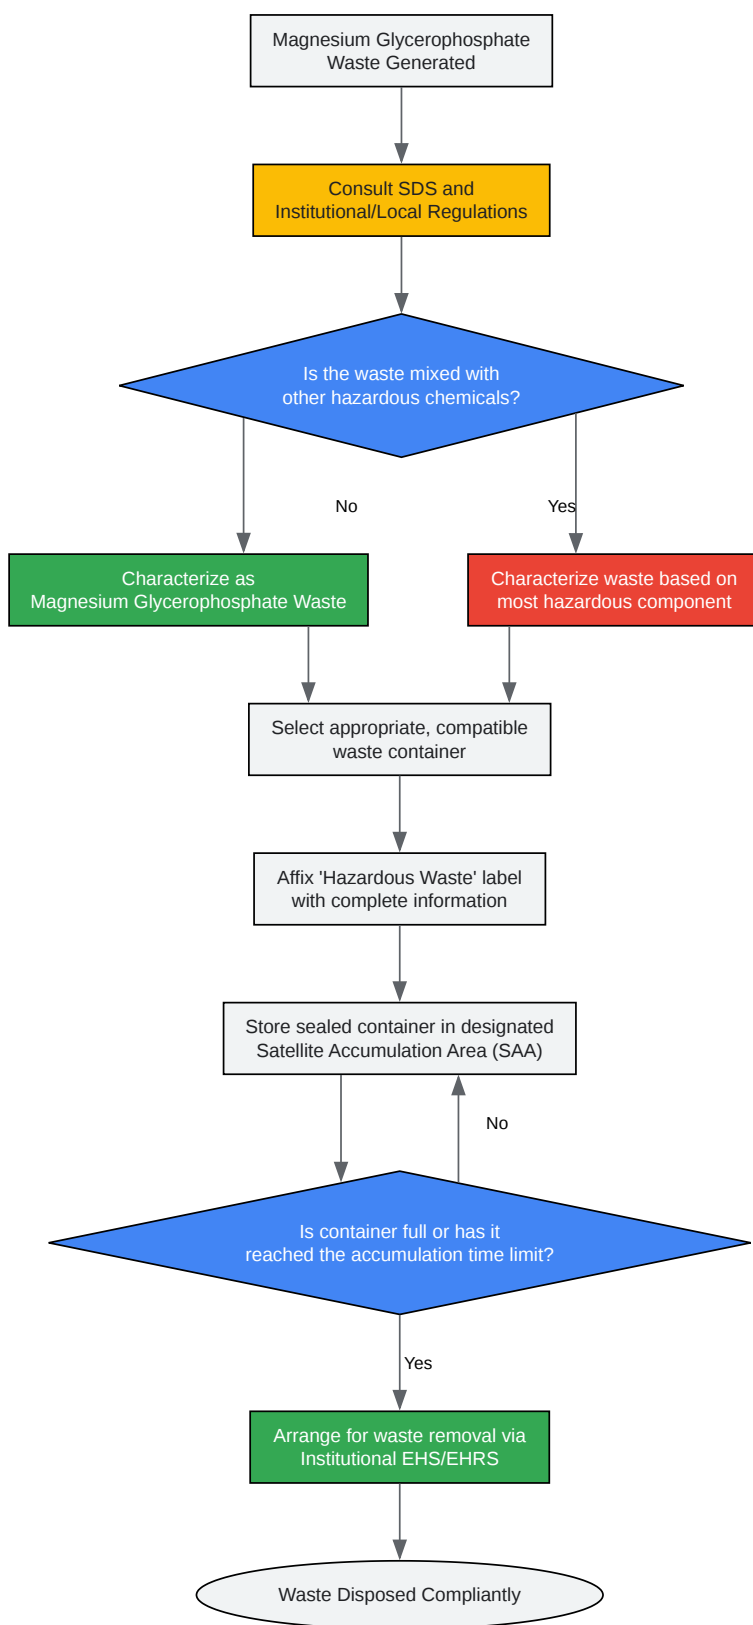 Magnesium Glycerophosphate
Waste Generated
Consult SDS and
Institutional/Local Regulations
Is the waste mixed with
other hazardous chemicals?
No
Yes
Characterize as
Magnesium Glycerophosphate Waste
Characterize waste based on
most hazardous component
Select appropriate, compatible
waste container
Affix 'Hazardous Waste' label
with complete information
Store sealed container in designated
Satellite Accumulation Area (SAA)
No
Is container full or has it
reached the accumulation time limit?
Yes
Arrange for waste removal via
Institutional EHS/EHRS
Waste Disposed Compliantly